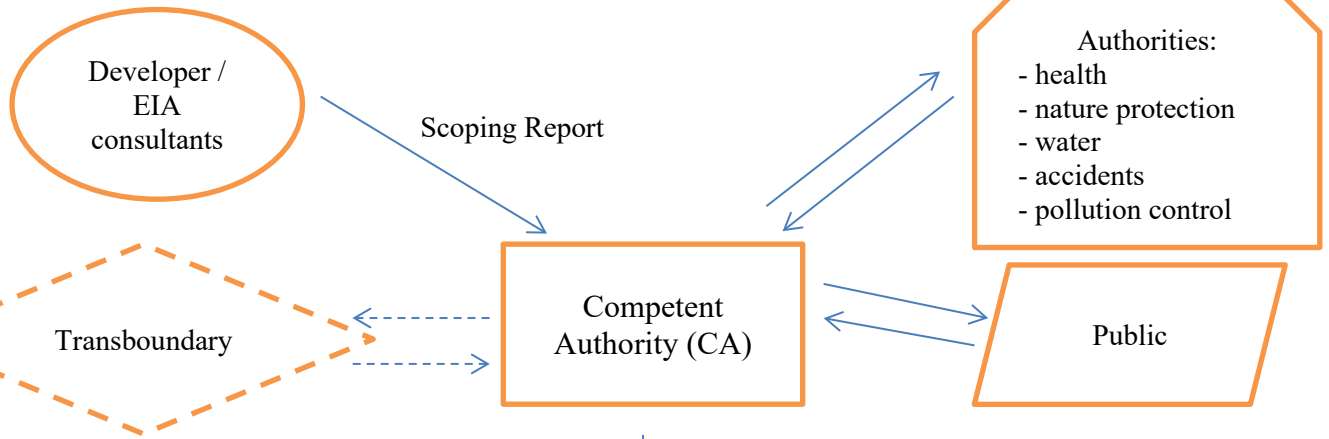 Developer /
EIA
consultants
Scoping Report
Authorities:
- health
- nature protection
- water
- accidents
- pollution control
Transboundary
Competent
Authority (CA)
Public